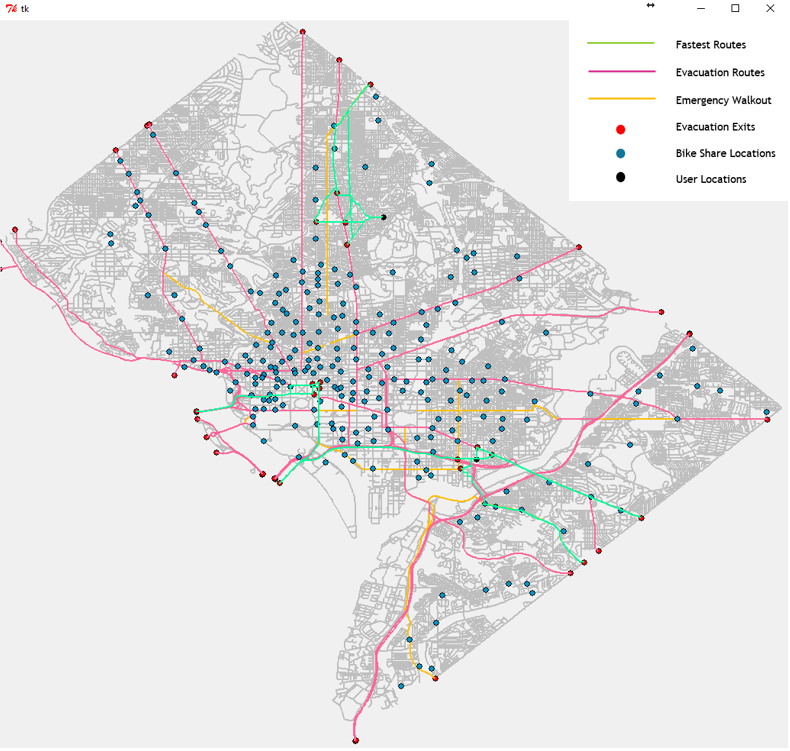 tk
Fastest Routes
Evacuation Routes
Emergency Walkout
Evacuation Exits
Bike Share Locations
User Locations